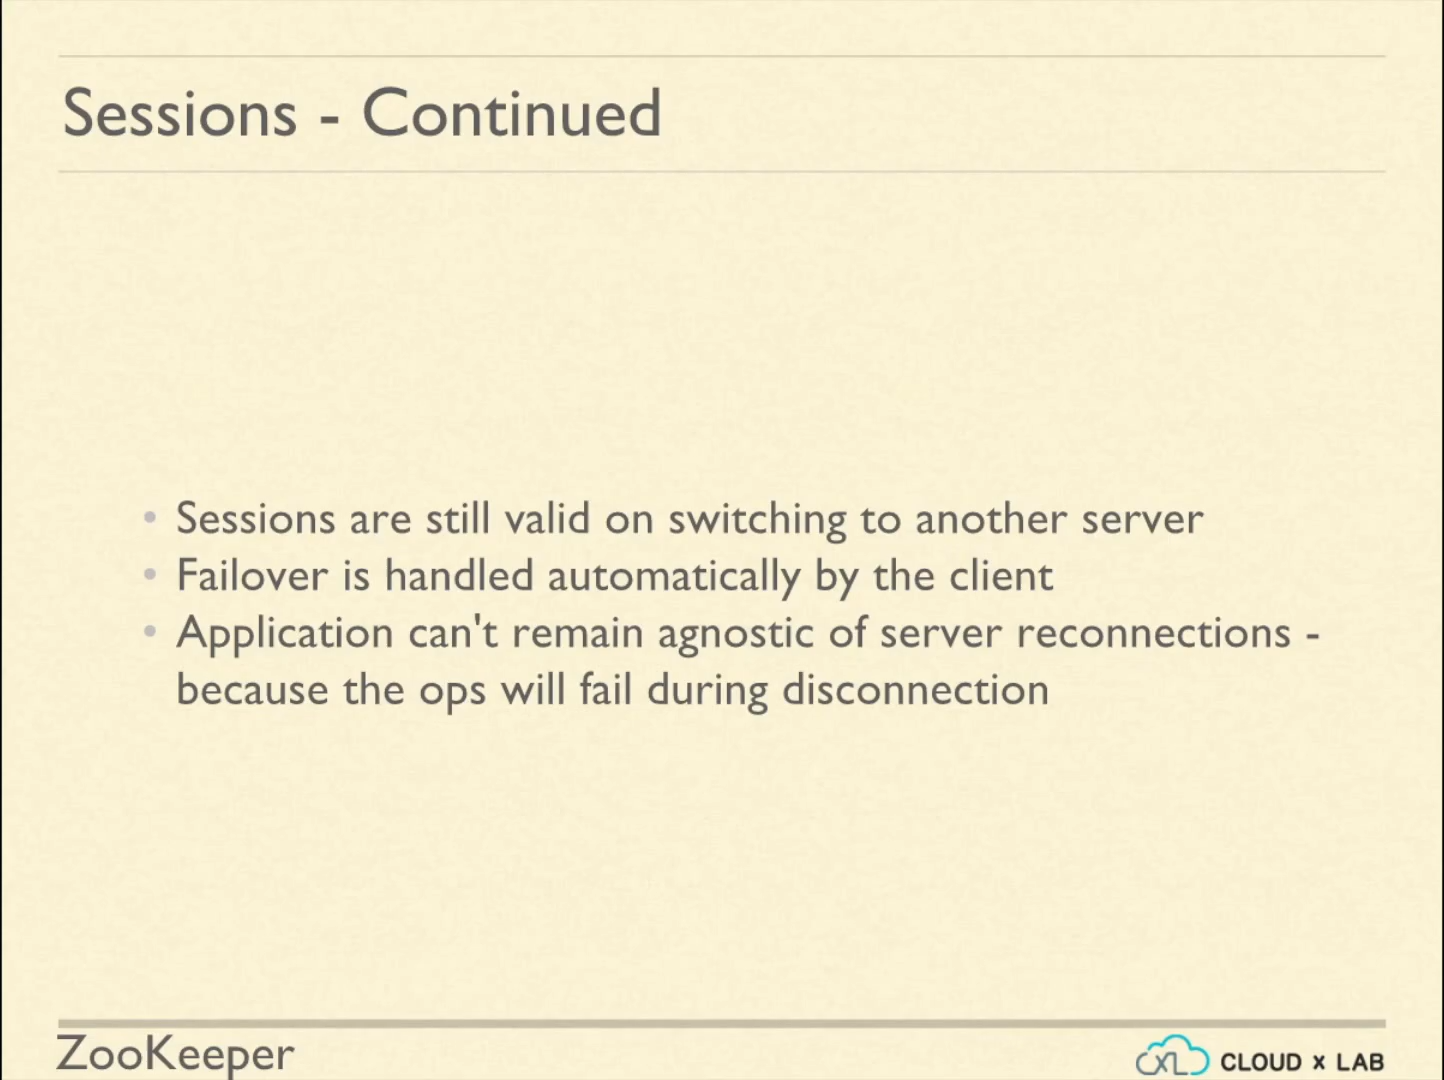 Sessions - Continued
• Sessions are still valid on switching to another server
• Failover is handled automatically by the client
• Application can't remain agnostic of server reconnections -
because the ops will fail during disconnection
ZooKeeper
CXL CLOUD x LAB